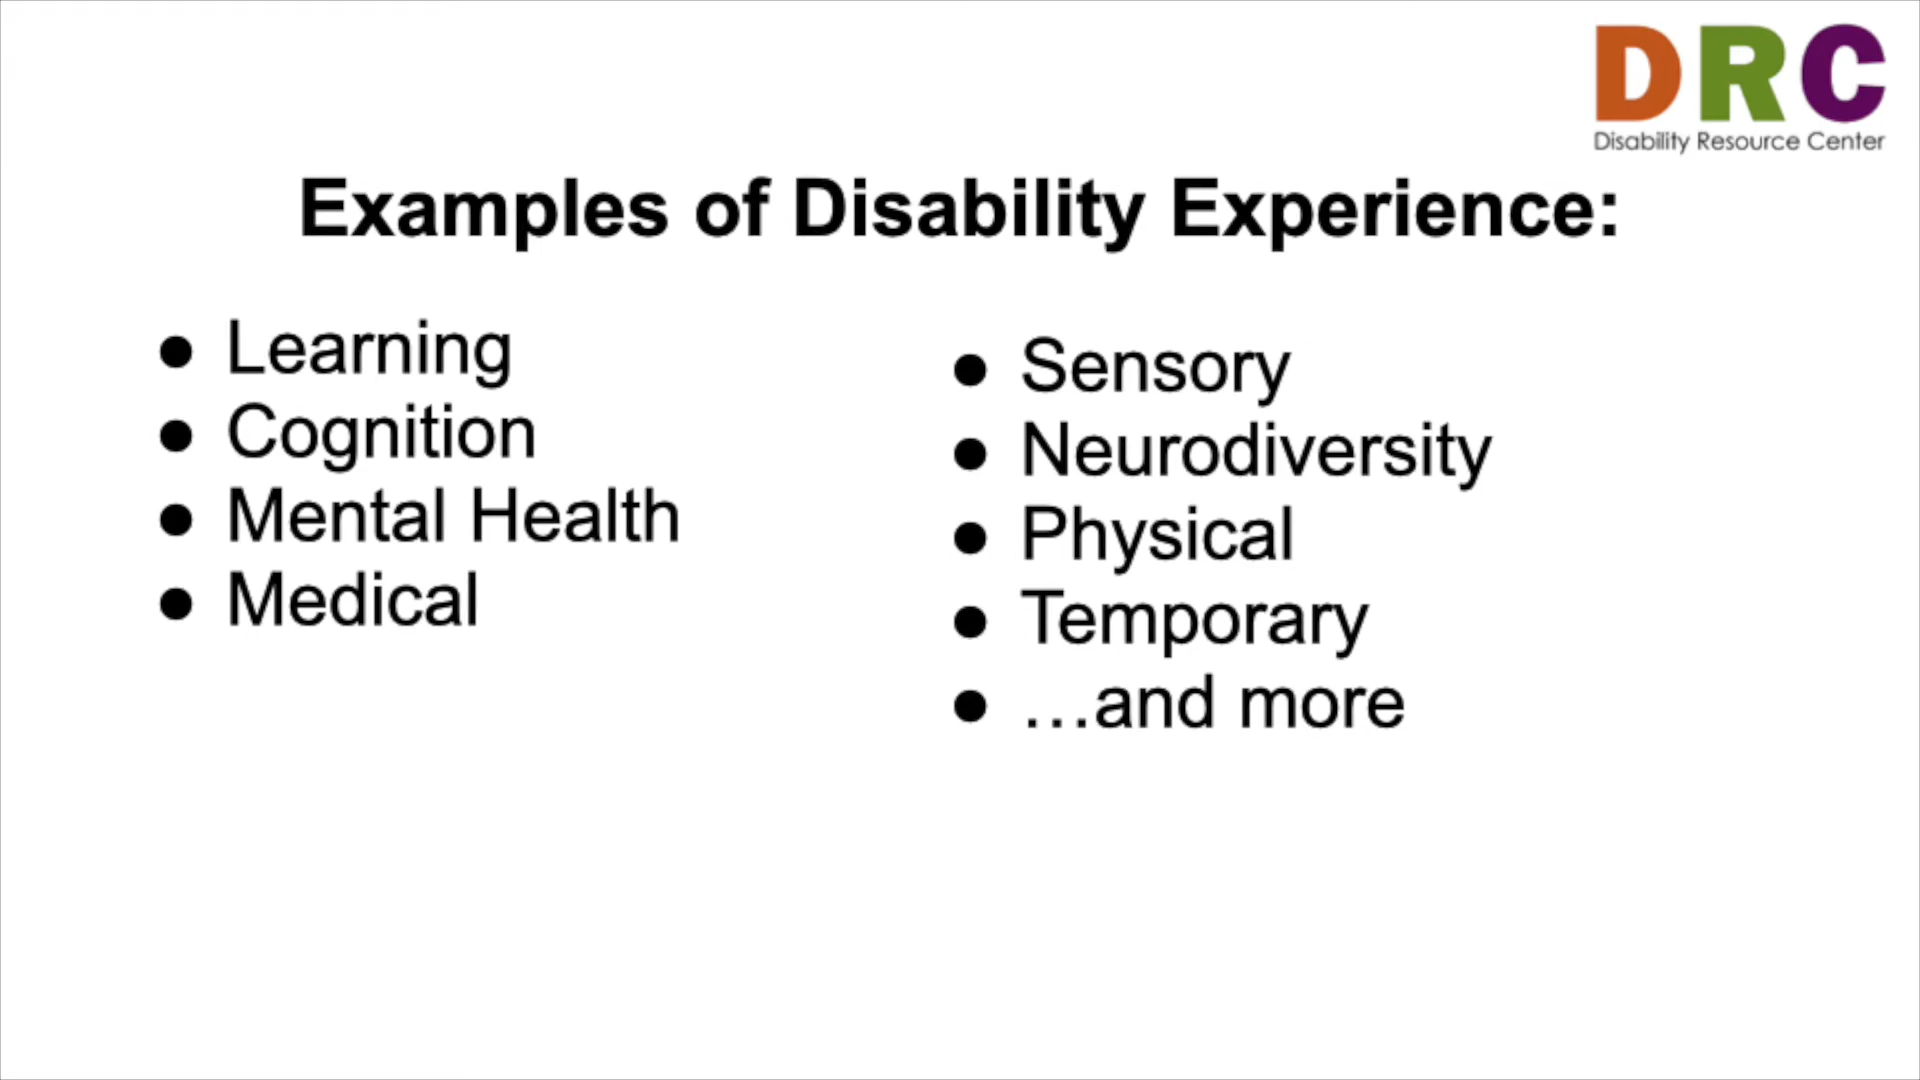 DRC
Disability Resource Center
Examples of Disability Experience:
● Learning
● Cognition
● Mental Health
● Medical
● Sensory
● Neurodiversity
● Physical
● Temporary
● …and more